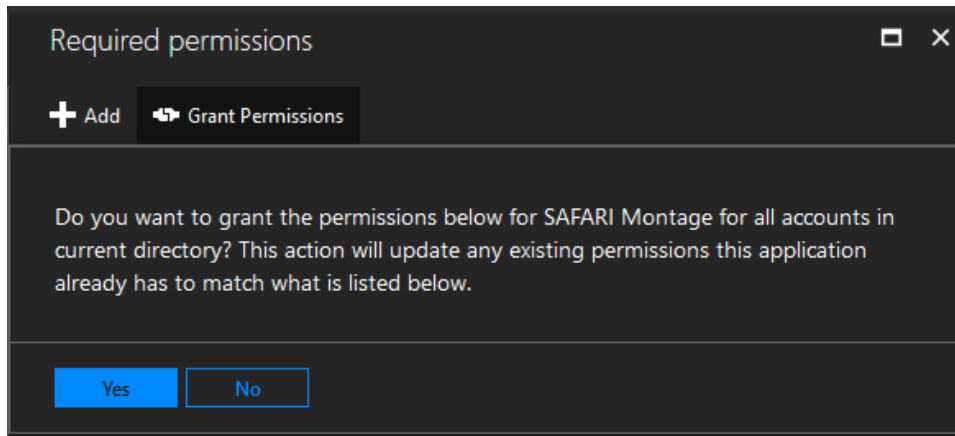 Required permissions
Add
Grant Permissions
Do you want to grant the permissions below for SAFARI Montage for all accounts in
current directory? This action will update any existing permissions this application
already has to match what is listed below.
Yes
No